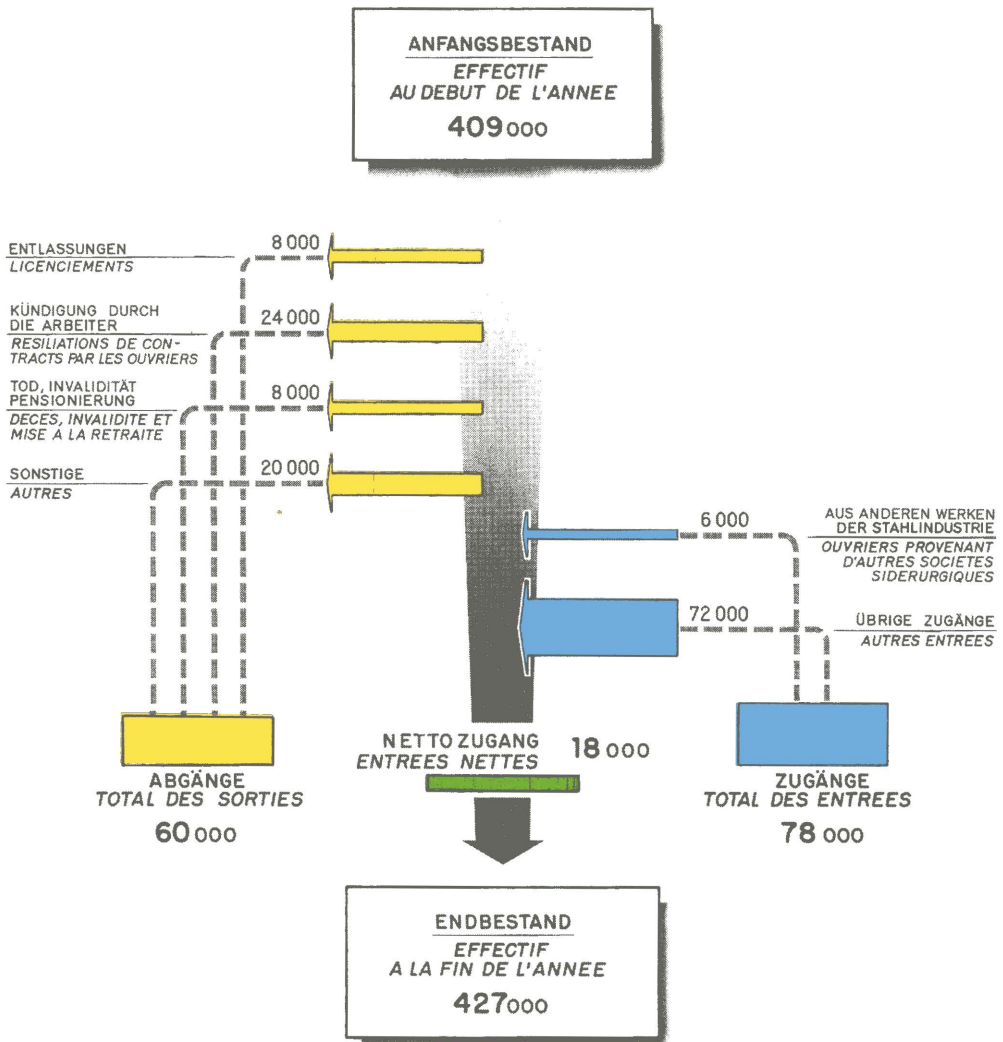 ANFANGSBESTAND
EFFECTIF
AU DEBUT DE L'ANNEE
409 000
ENTLASSUNGEN
LICENCIEMENTS
8 000
KÜNDIGUNG DURCH
DIE ARBEITER
RESILIATIONS DE CON-
TRACTS PAR LES OUVRIERS
24 000
TOD, INVALIDITÄT
PENSIONIERUNG
DECES, INVALIDITE ET
MISE A LA RETRAITE
8 000
SONSTIGE
AUTRES
20 000
6 000
AUS ANDEREN WERKEN
DER STAHLINDUSTRIE
OUVRIERS PROVENANT
D'AUTRES SOCIETES
SIDERURGIQUES
72 000
ÜBRIGE ZUGÄNGE
AUTRES ENTREES
ABGÄNGE
TOTAL DES SORTIES
60 000
NETTO ZUGANG
ENTREES NETTES
18 000
ZUGÄNGE
TOTAL DES ENTREES
78 000
ENDBESTAND
EFFECTIF
A LA FIN DE L'ANNEE
427 000